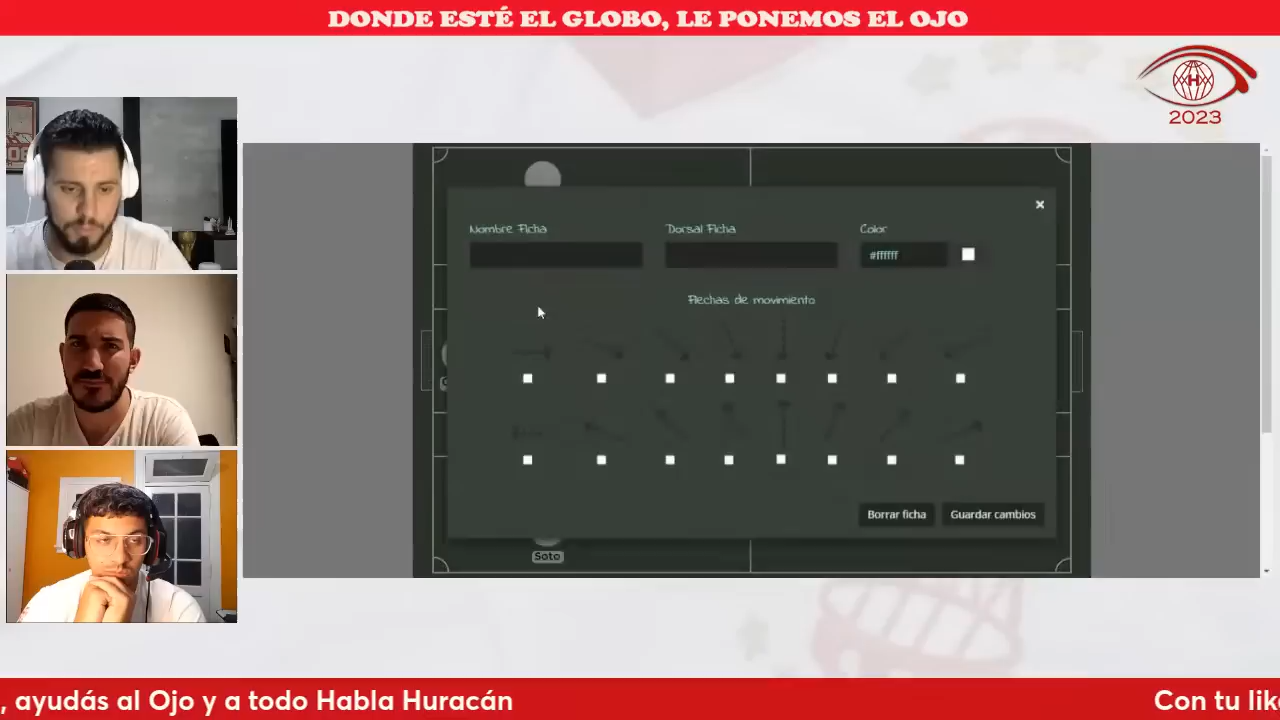 DONDE ESTÉ EL GLOBO, LE PONEMOS EL OJO
H
2023
Nombre Ficha
Dorsal Ficha
Color
#ffffff
Flechas de movimiento
Borrar ficha
Guardar cambios
Soto
, ayudás al Ojo y a todo Habla Huracán
Con tu lik